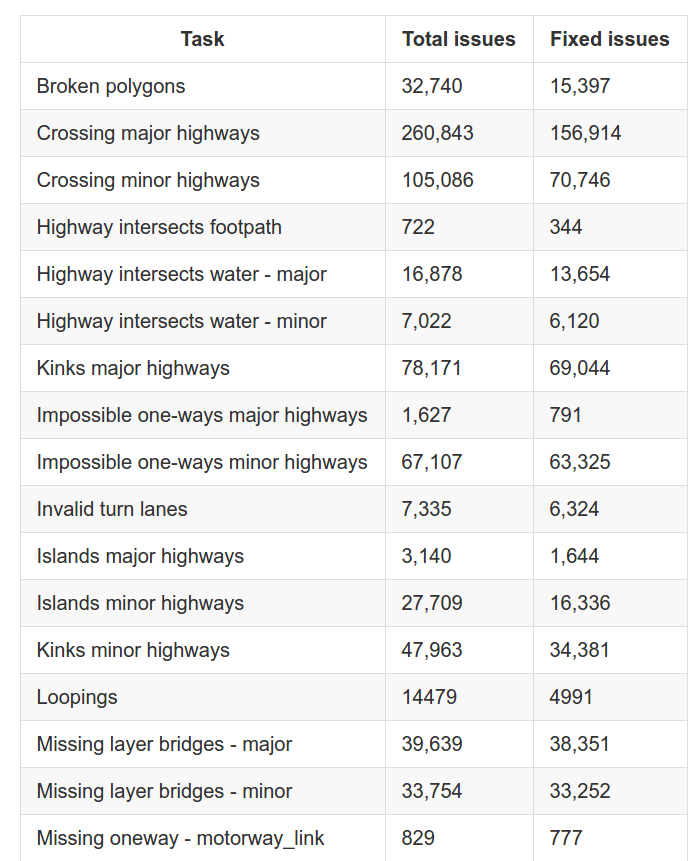 Task Total issues Fixed issues
Broken polygons 32,740 15,397
Crossing major highways 260,843 156,914
Crossing minor highways 105,086 70,746
Highway intersects footpath 722 344
Highway intersects water - major 16,878 13,654
Highway intersects water - minor 7,022 6,120
Kinks major highways 78,171 69,044
Impossible one-ways major highways 1,627 791
Impossible one-ways minor highways 67,107 63,325
Invalid turn lanes 7,335 6,324
Islands major highways 3,140 1,644
Islands minor highways 27,709 16,336
Kinks minor highways 47,963 34,381
Loopings 14479 4991
Missing layer bridges - major 39,639 38,351
Missing layer bridges - minor 33,754 33,252
Missing oneway - motorway_link 829 777